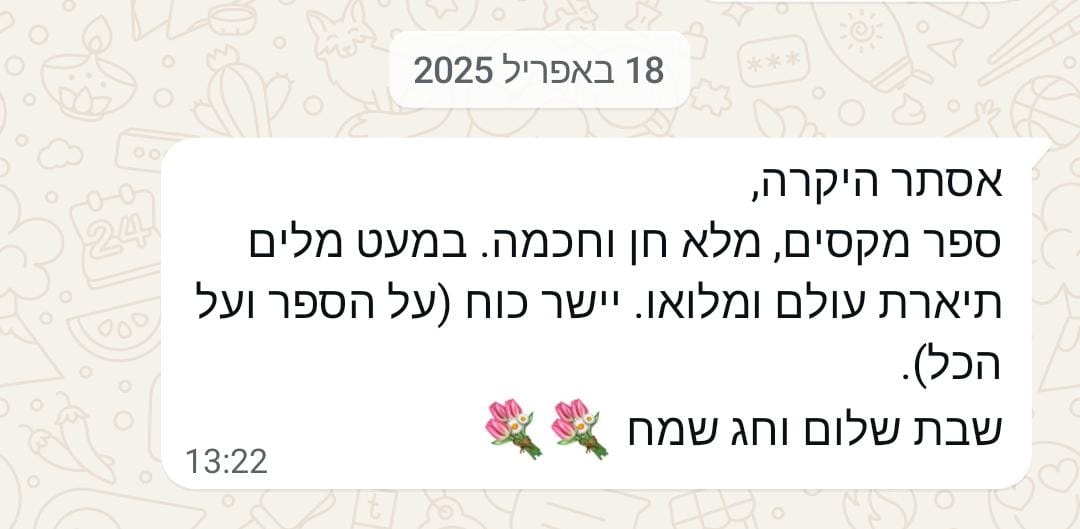 18 באפריל 2025
אסתר היקרה,
ספר מקסים, מלא חן וחכמה. במעט מלים
תיארת עולם ומלואו. יישר כוח (על הספר ועל
הכל).
שבת שלום וחג שמח 💐💐
13:22